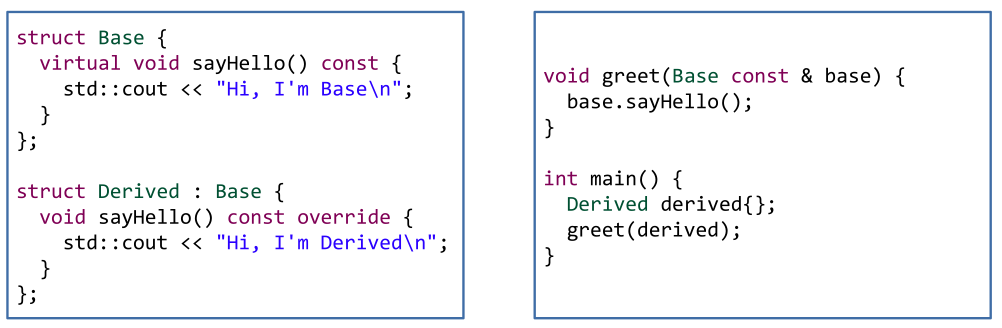 struct Base {
  virtual void sayHello() const {
    std::cout << "Hi, I'm Base\n";
  }
};
struct Derived : Base {
  void sayHello() const override {
    std::cout << "Hi, I'm Derived\n";
  }
};
void greet(Base const & base) {
  base.sayHello();
}
int main() {
  Derived derived{};
  greet(derived);
}